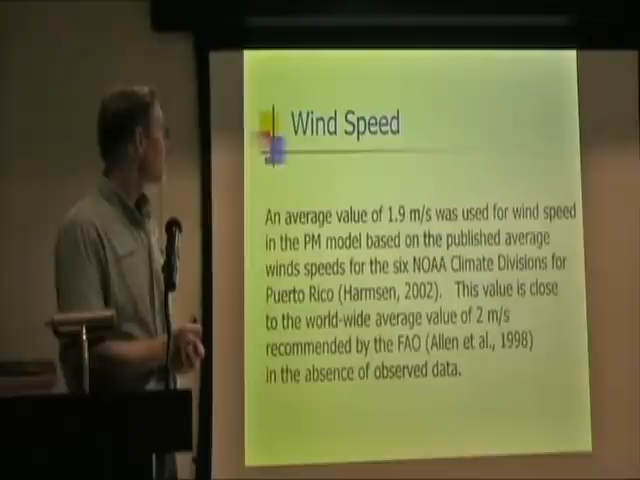 Wind Speed
An average value of 1.9 m/s was used for wind speed
in the PM model based on the published average
winds speeds for the six NOAA Climate Divisions for
Puerto Rico (Harmsen, 2002). This value is close
to the world-wide average value of 2 m/s
recommended by the FAO (Allen et al., 1998)
in the absence of observed data.